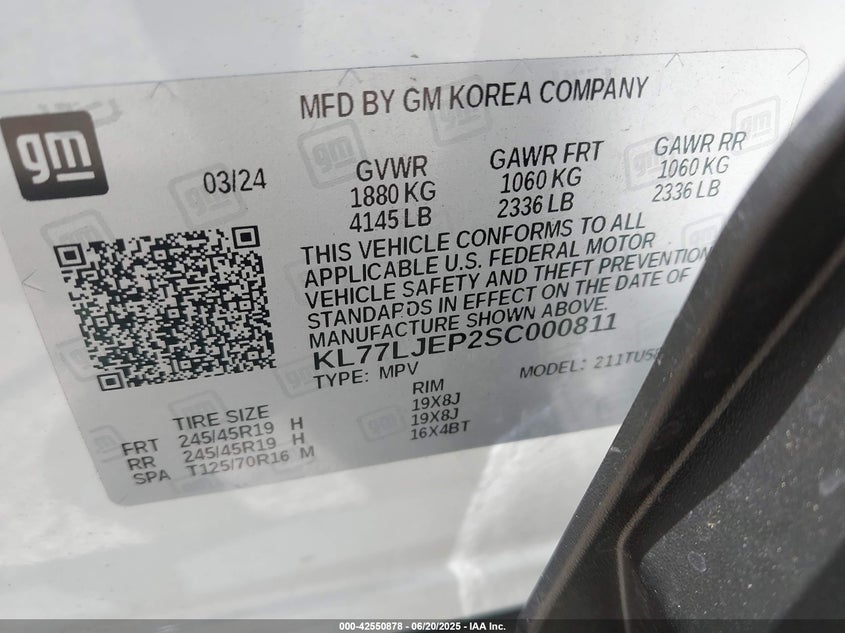 MFD BY GM KOREA COMPANY
gm
03/24
GVWR
1880 KG
4145 LB
GAWR FRT
1060 KG
2336 LB
GAWR RR
1060 KG
2336 LB
THIS VEHICLE CONFORMS TO ALL
APPLICABLE U.S. FEDERAL MOTOR
VEHICLE SAFETY AND THEFT PREVENTION
STANDARDS IN EFFECT ON THE DATE OF
MANUFACTURE SHOWN ABOVE.
KL77LJEP2SC000811
TYPE: MPV
MODEL: 211TU5
TIRE SIZE
RIM
FRT 245/45R19 H 19X8J
RR 245/45R19 H 19X8J
SPA T125/70R16 M 16X4BT
000-42550878 - 06/20/2025 - IAA Inc.